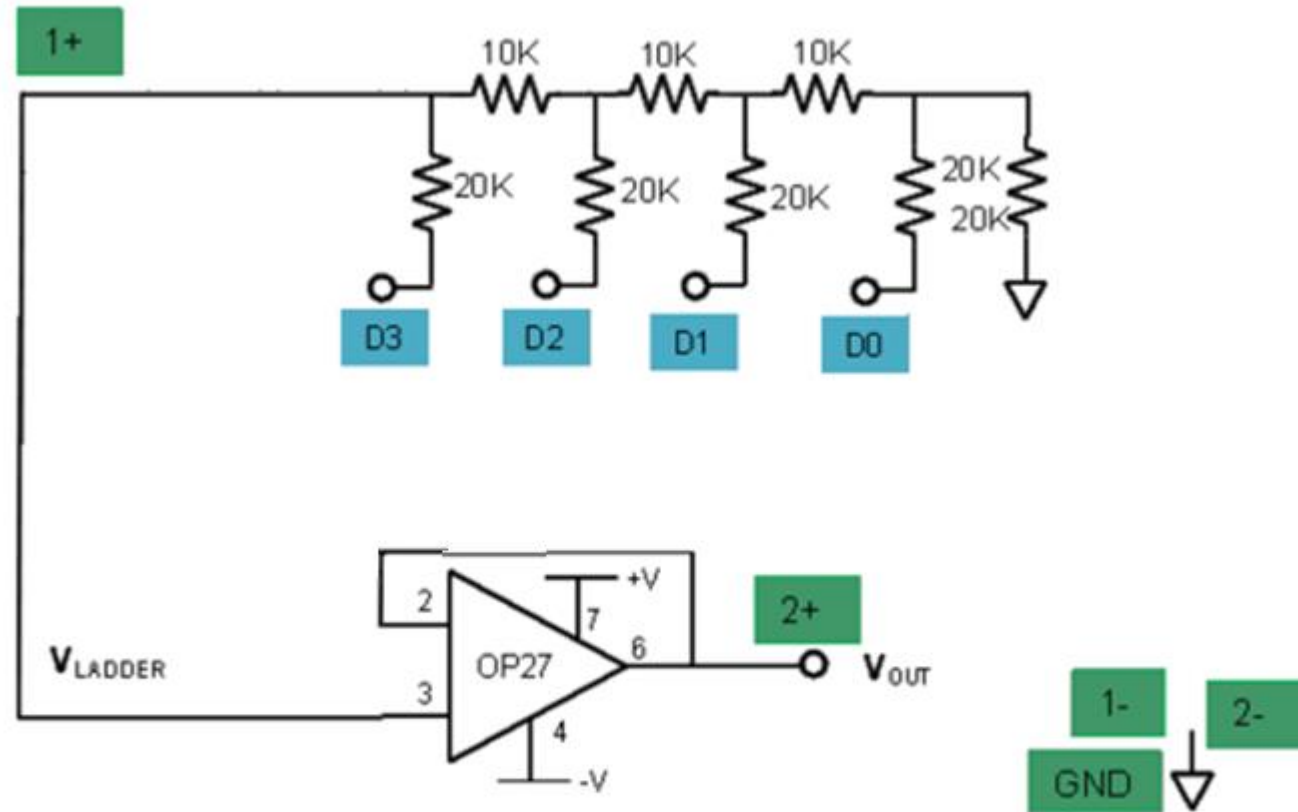 1+
10K 10K 10K
20K 20K 20K 20K
20K
D3 D2 D1 D0
+V
2 7 2+
6
OP27 VOUT
VLADDER
3
4
-V
1- 2-
GND